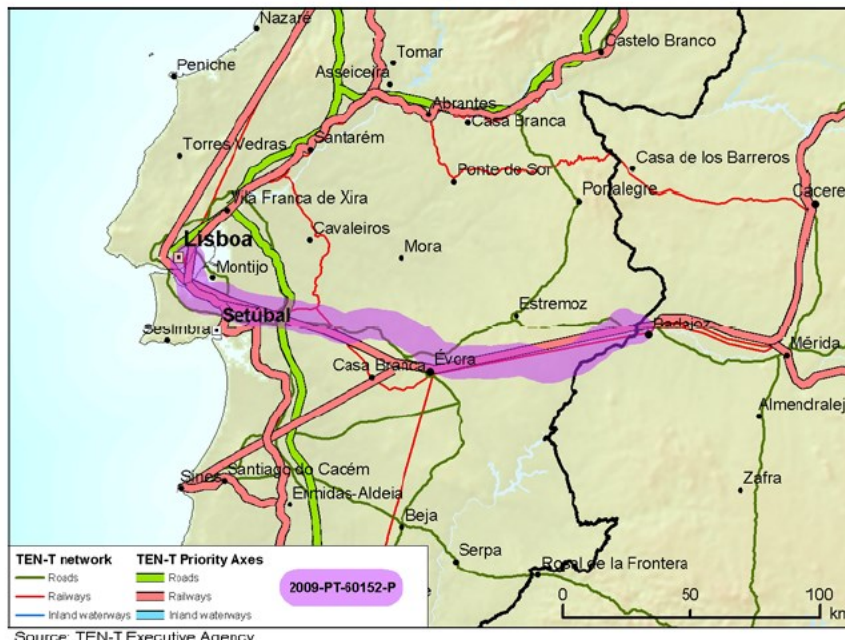 Nazaré
Peniche
Tomar
Castelo Branco
Asseiceira
Abrantes
Casa Branca
Torres Vedras
Santarém
Casa de los Barreros
Ponte de Sor
Portalegre
Vila Franca de Xira
Lisboa
Cavaleiros
Mora
Montijo
Estremoz
Setúbal
Badajoz
Sesimbra
Évora
Casa Branca
Mérida
Almendralej
Santiago do Cacém
Sines
Zafra
Ermidas-Aldeia
Beja
Serpa
Rosal de la Frontera
TEN-T network
TEN-T Priority Axes
Roads
Roads
Railways
Railways
Inland waterways
Inland waterways
2009-PT-60152-P
0 50 100
km
Source: TEN-T Executive Agency